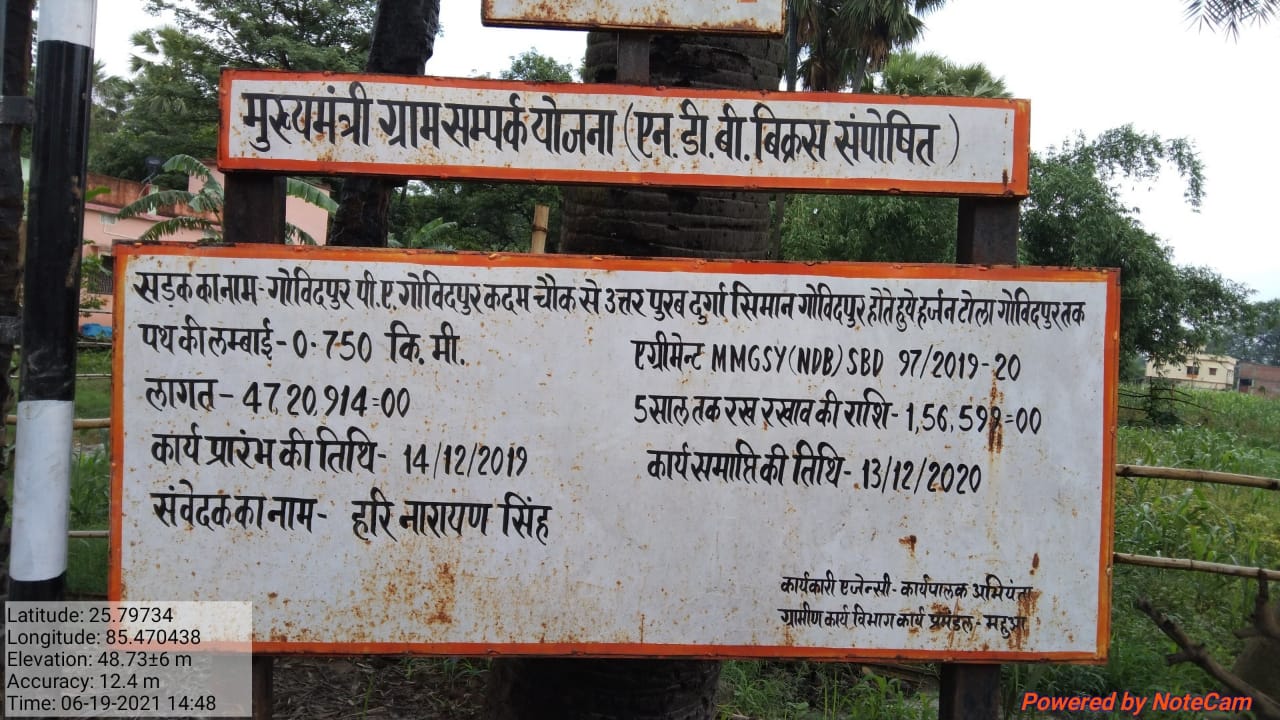 मुख्यमंत्री ग्राम सम्पर्क योजना (एन.डी.बी.बिक्रस संपोषित)
सड़क का नाम - गोविदपुर पी.ए.गोविदपुर कदम चौक से उत्तर पुरब दुर्गा सिमान गोविदपुर होते हुये हर्जन टोला गोविदपुर तक
पथ की लम्बाई - 0.750 कि.मी.
एग्रीमेन्ट MMGSY(NDB)SBD 97/2019-20
लागत - 47,20,914=00
5 साल तक रख रखाव की राशि - 1,56,599=00
कार्य प्रारंभ की तिथि - 14/12/2019
कार्य समाप्ति की तिथि - 13/12/2020
संवेदक का नाम - हरि नारायण सिंह
कार्यकारी एजेन्सी - कार्यपालक अभियंता
ग्रामीण कार्य विभाग कार्य प्रमंडल - महुआ
Latitude: 25.79734
Longitude: 85.470438
Elevation: 48.73±6 m
Accuracy: 12.4 m
Time: 06-19-2021 14:48
Powered by NoteCam